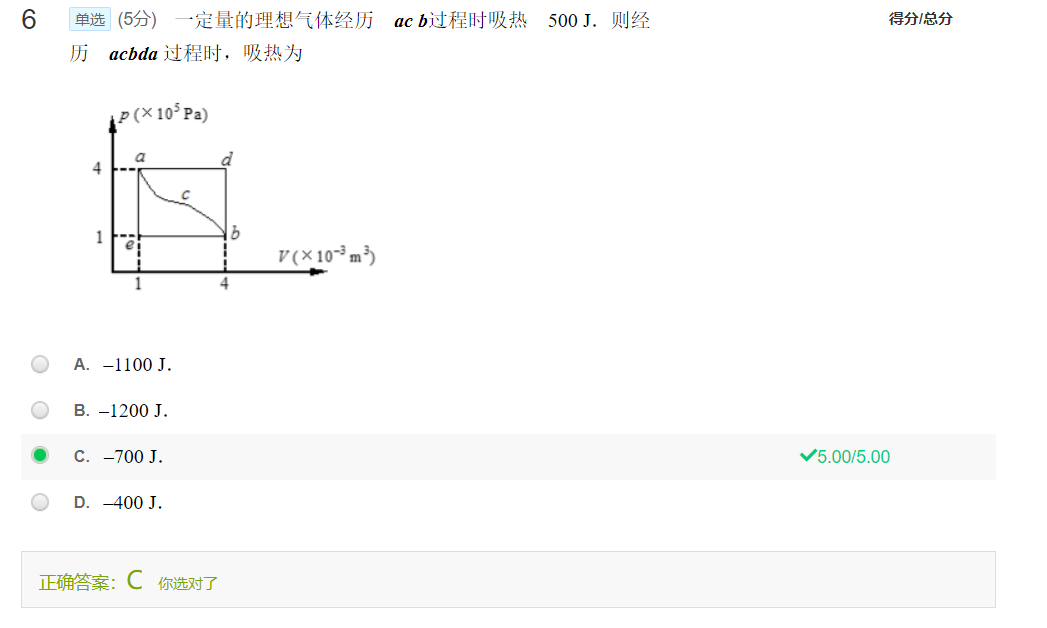 6 单选 (5分) 一定量的理想气体经历 ac b过程时吸热 500 J．则经 得分/总分
历 acbda 过程时，吸热为
p (×10⁵ Pa)
a d
4
c
1 e b
V (×10⁻³ m³)
1 4
A. –1100 J．
B. –1200 J．
C. –700 J． ✔5.00/5.00
D. –400 J．
正确答案：C 你选对了